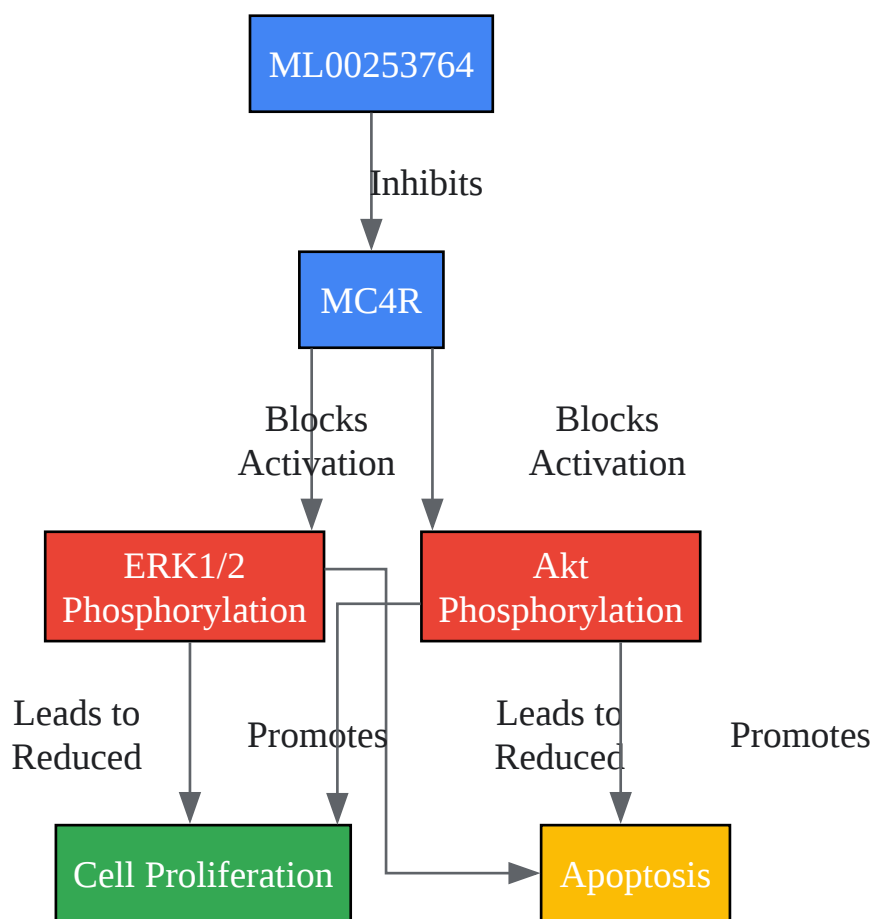 ML00253764
Inhibits
MC4R
Blocks
Activation
Blocks
Activation
ERK1/2
Phosphorylation
Akt
Phosphorylation
Leads to
Reduced
Promotes
Leads to
Reduced
Promotes
Cell Proliferation
Apoptosis